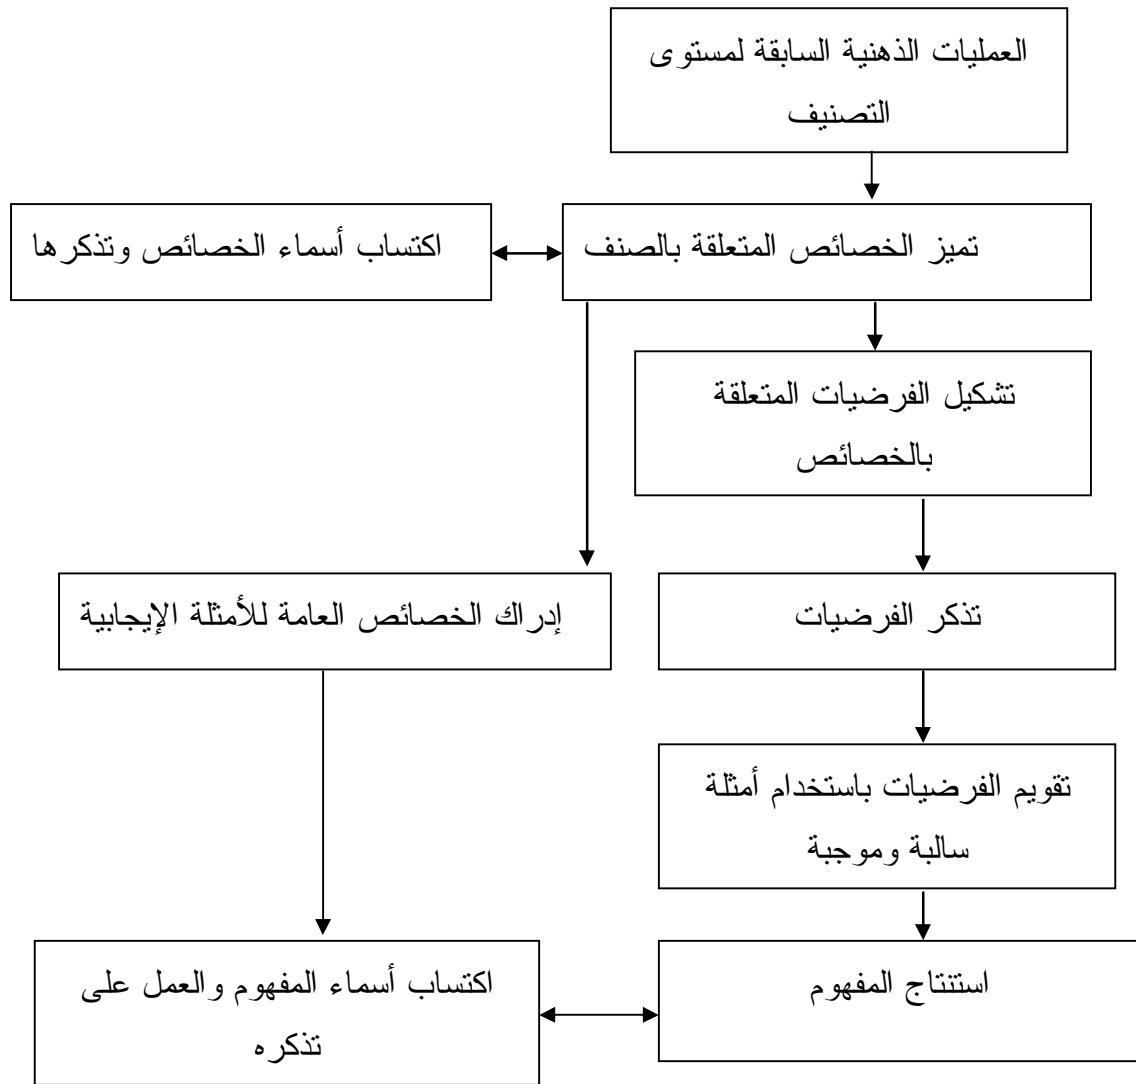 العمليات الذهنية السابقة لمستوى
التصنيف
تميز الخصائص المتعلقة بالصنف
اكتساب أسماء الخصائص وتذكرها
تشكيل الفرضيات المتعلقة
بالخصائص
تذكر الفرضيات
إدراك الخصائص العامة للأمثلة الإيجابية
تقويم الفرضيات باستخدام أمثلة
سالبة وموجبة
استنتاج المفهوم
اكتساب أسماء المفهوم والعمل على
تذكره